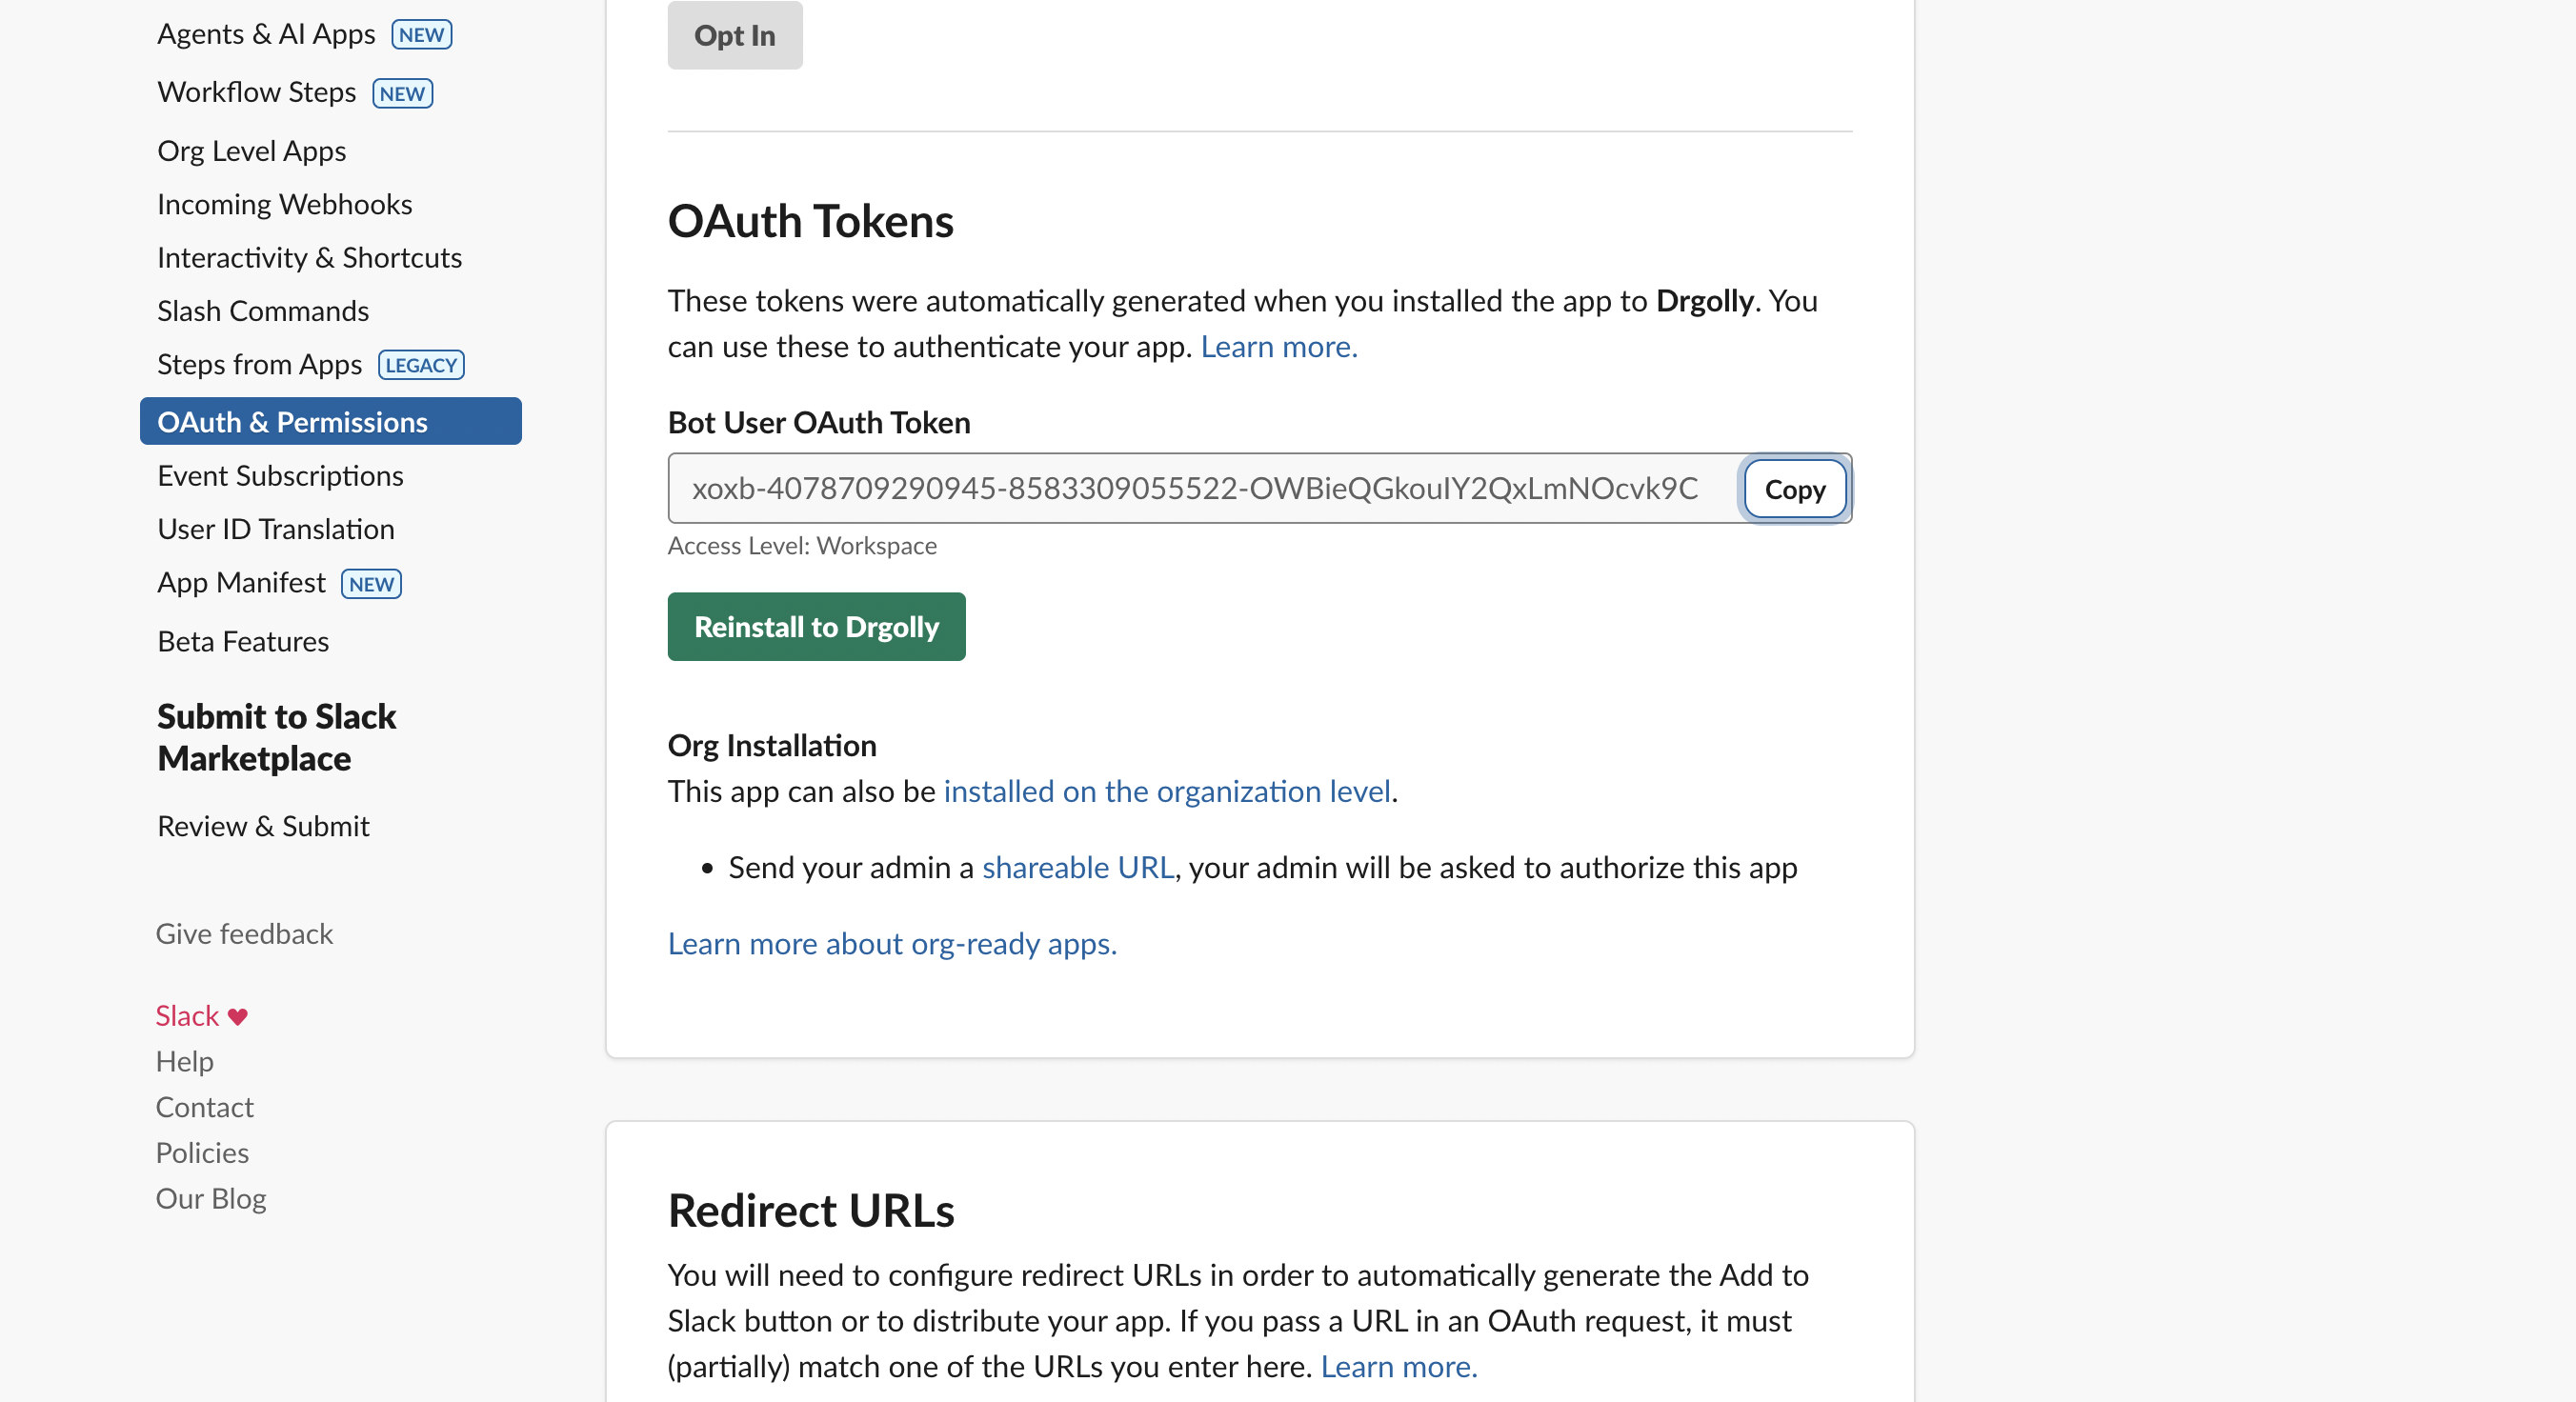 Agents & AI Apps NEW
Workflow Steps NEW
Org Level Apps
Incoming Webhooks
Interactivity & Shortcuts
Slash Commands
Steps from Apps LEGACY
OAuth & Permissions
Event Subscriptions
User ID Translation
App Manifest NEW
Beta Features
Submit to Slack
Marketplace
Review & Submit
Give feedback
Slack ♥
Help
Contact
Policies
Our Blog
Opt In
OAuth Tokens
These tokens were automatically generated when you installed the app to Drgolly. You
can use these to authenticate your app. Learn more.
Bot User OAuth Token
xoxb-4078709290945-8583309055522-OWBieQGkouIY2QxLmNOcvk9C Copy
Access Level: Workspace
Reinstall to Drgolly
Org Installation
This app can also be installed on the organization level.
• Send your admin a shareable URL, your admin will be asked to authorize this app
Learn more about org-ready apps.
Redirect URLs
You will need to configure redirect URLs in order to automatically generate the Add to
Slack button or to distribute your app. If you pass a URL in an OAuth request, it must
(partially) match one of the URLs you enter here. Learn more.